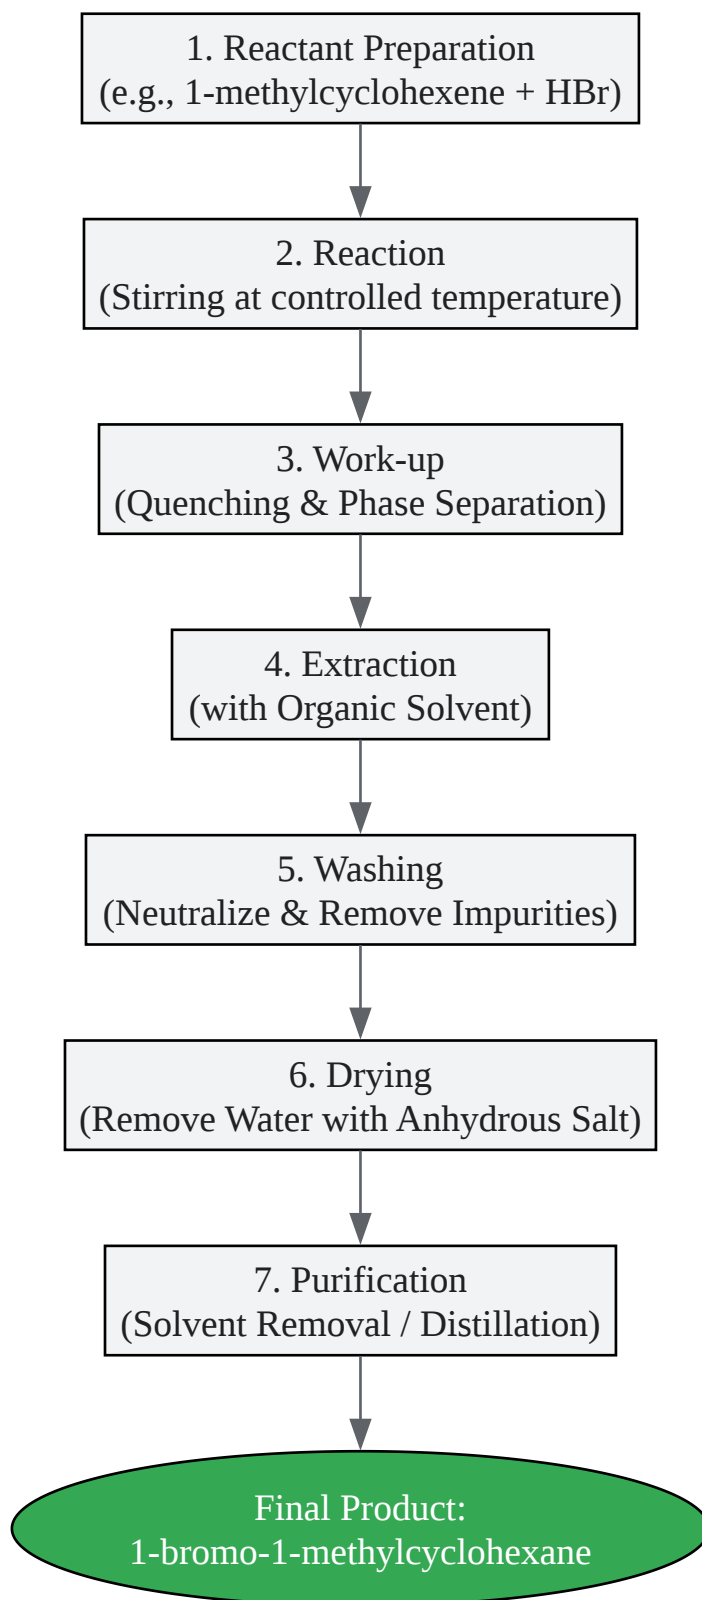 1. Reactant Preparation
(e.g., 1-methylcyclohexene + HBr)
2. Reaction
(Stirring at controlled temperature)
3. Work-up
(Quenching & Phase Separation)
4. Extraction
(with Organic Solvent)
5. Washing
(Neutralize & Remove Impurities)
6. Drying
(Remove Water with Anhydrous Salt)
7. Purification
(Solvent Removal / Distillation)
Final Product:
1-bromo-1-methylcyclohexane